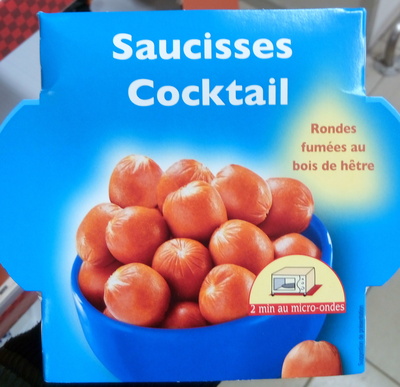 Saucisses
Cocktail
Rondes
fumées au
bois de hêtre
2 min au micro-ondes